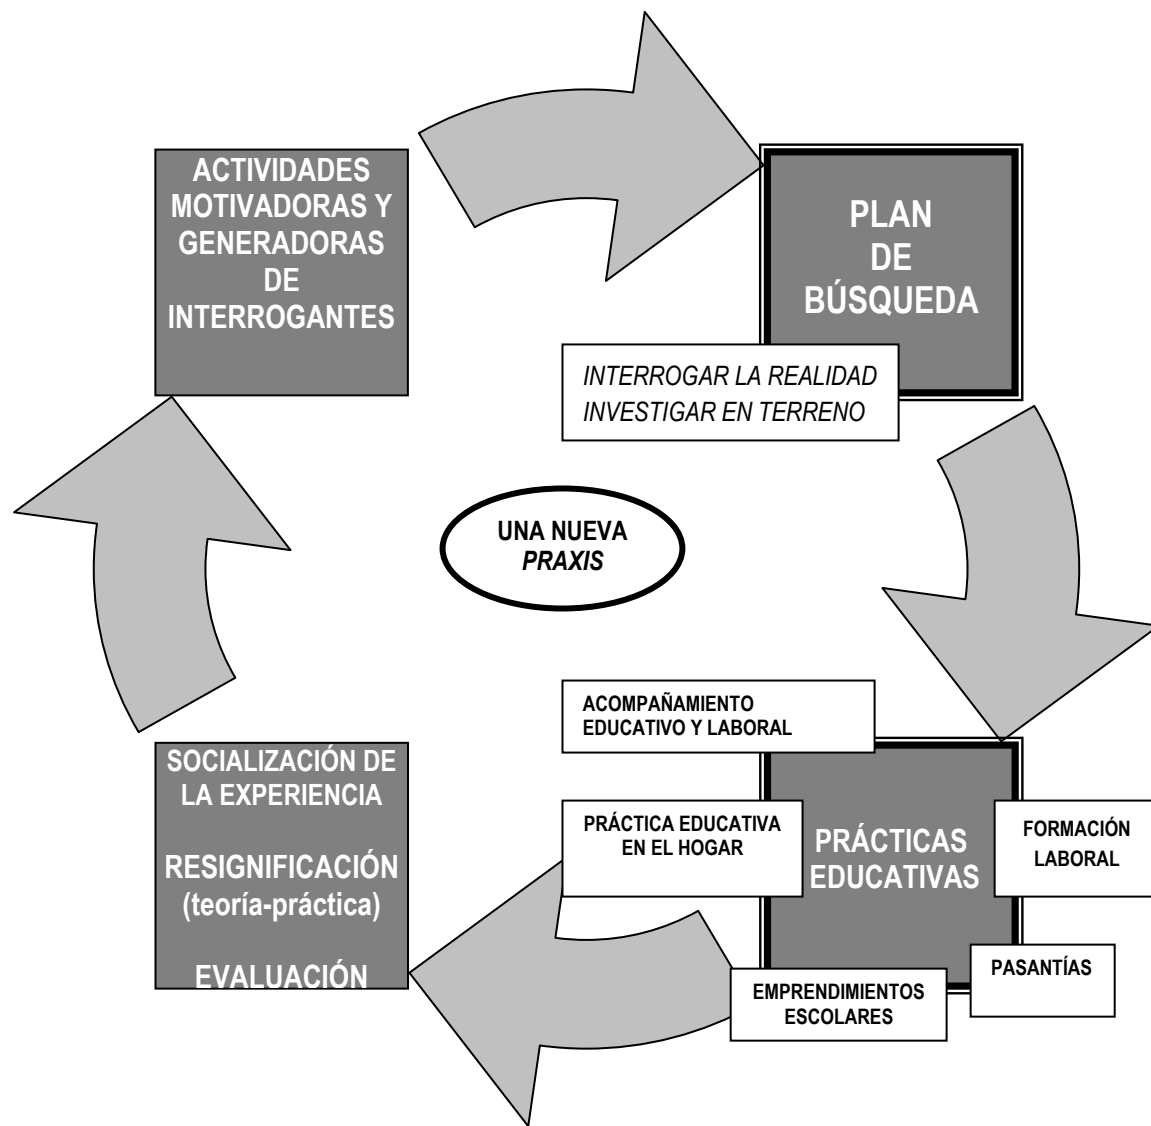 ACTIVIDADES
MOTIVADORAS Y
GENERADORAS
DE
INTERROGANTES
PLAN
DE
BÚSQUEDA
INTERROGAR LA REALIDAD
INVESTIGAR EN TERRENO
UNA NUEVA
PRAXIS
ACOMPAÑAMIENTO
EDUCATIVO Y LABORAL
PRÁCTICA EDUCATIVA
EN EL HOGAR
PRÁCTICAS
EDUCATIVAS
FORMACIÓN
LABORAL
PASANTÍAS
EMPRENDIMIENTOS
ESCOLARES
SOCIALIZACIÓN DE
LA EXPERIENCIA
RESIGNIFICACIÓN
(teoría-práctica)
EVALUACIÓN